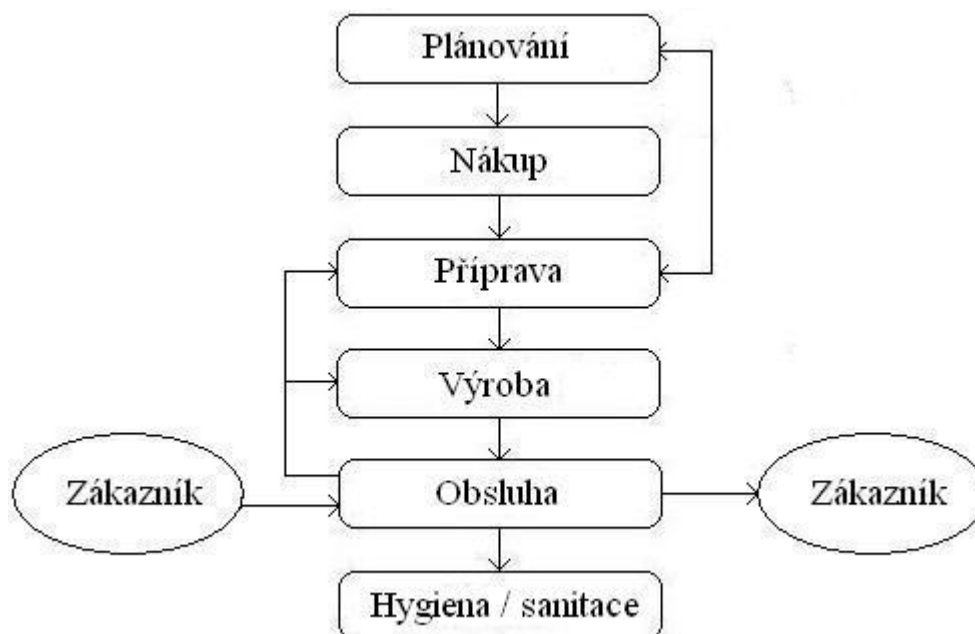 Plánování
Nákup
Příprava
Výroba
Zákazník
Obsluha
Zákazník
Hygiena / sanitace